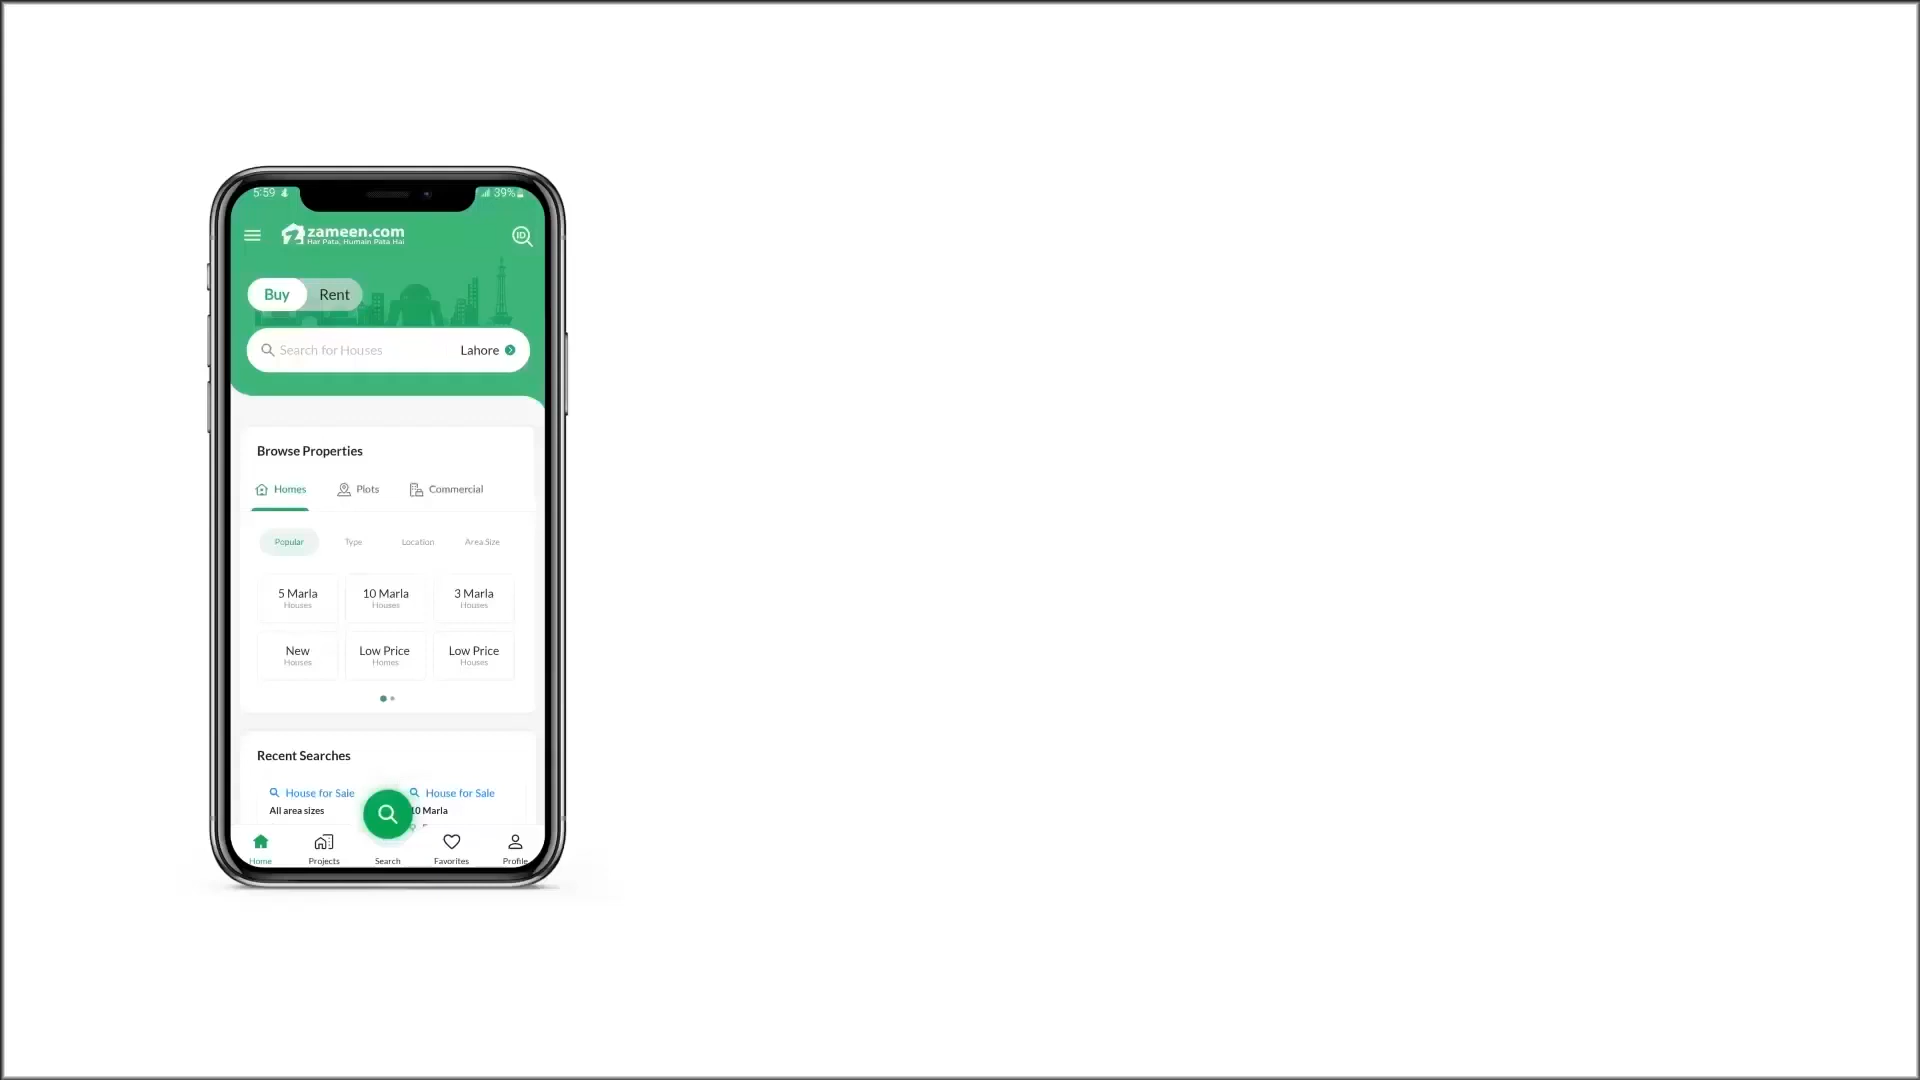 5:59 39%
zameen.com
Har Pata, Humain Pata Hai
ID
Buy Rent
Search for Houses Lahore
Browse Properties
Homes Plots Commercial
Popular Type Location Area Size
5 Marla 10 Marla 3 Marla
Houses Houses Houses
New Low Price Low Price
Houses Homes Houses
Recent Searches
House for Sale House for Sale
All area sizes 10 Marla
Home Projects Search Favorites Profile